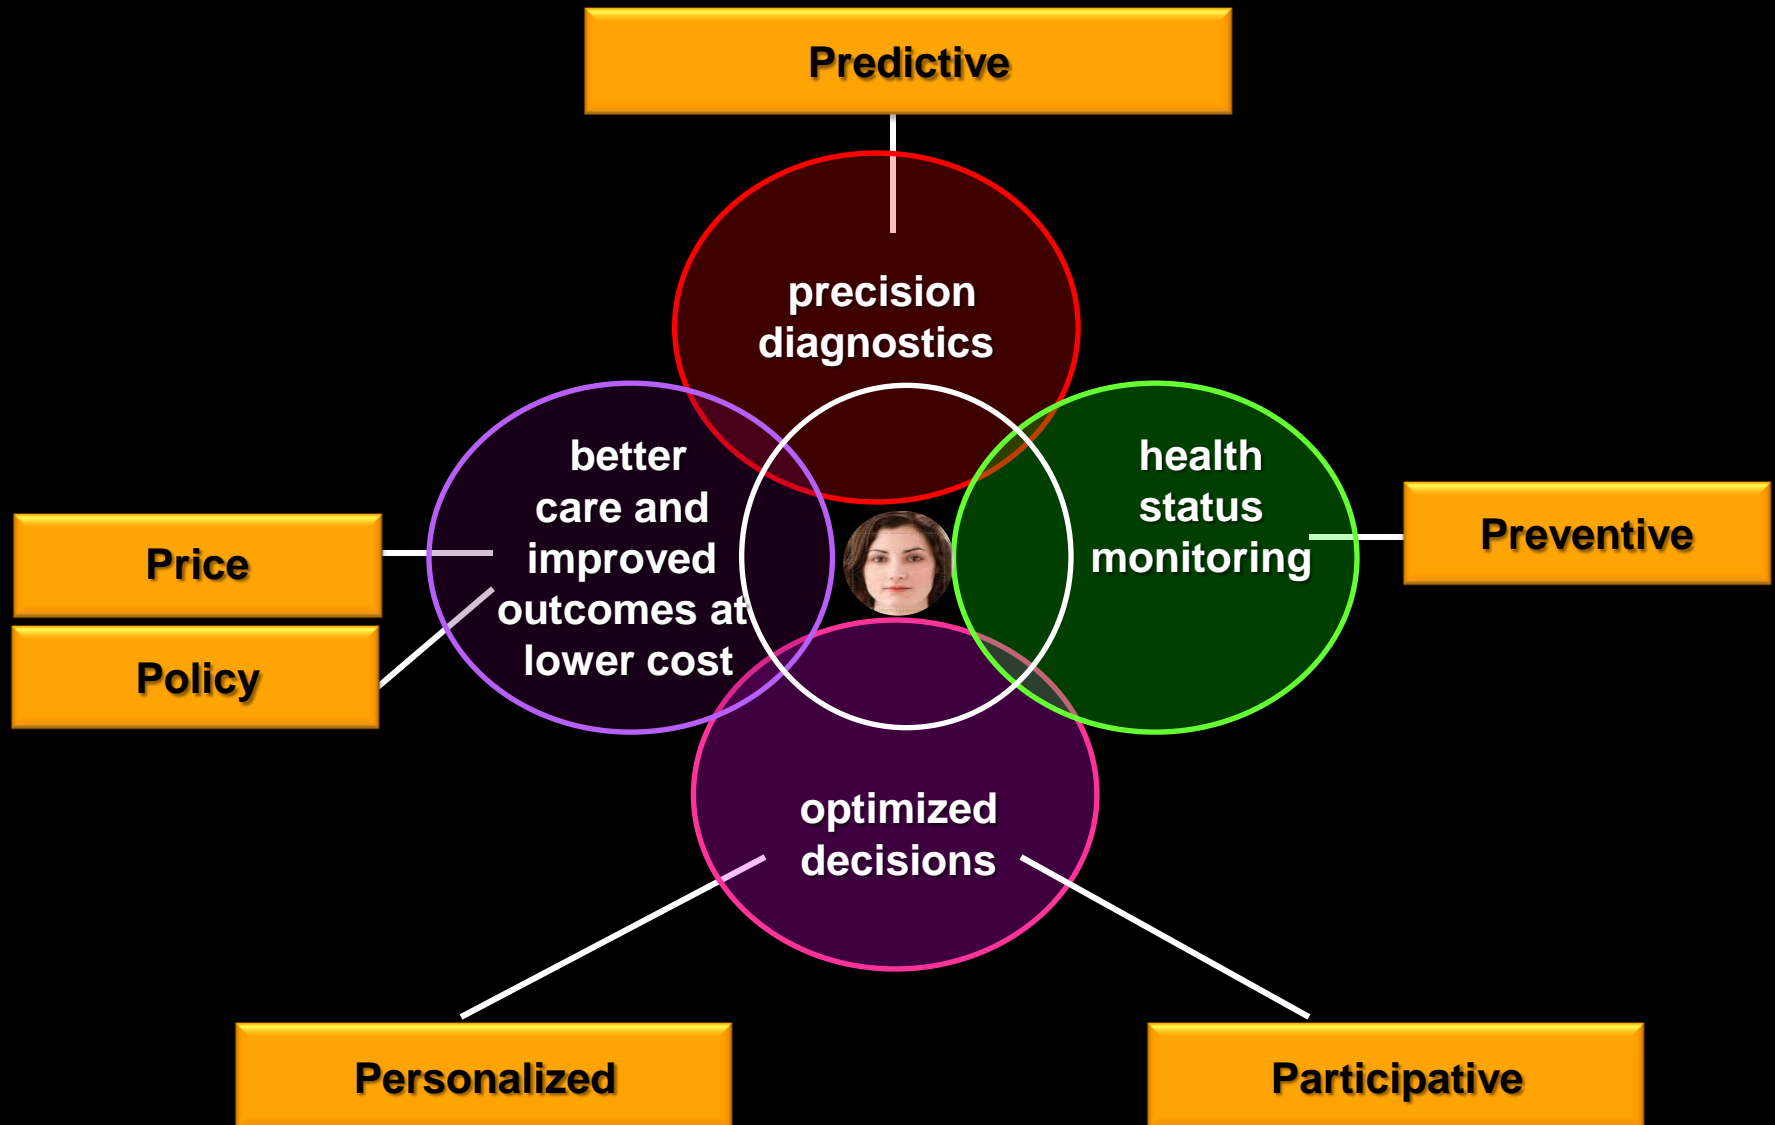 Predictive
precision
diagnostics
better
care and
improved
outcomes at
lower cost
health
status
monitoring
Preventive
Price
Policy
optimized
decisions
Personalized
Participative